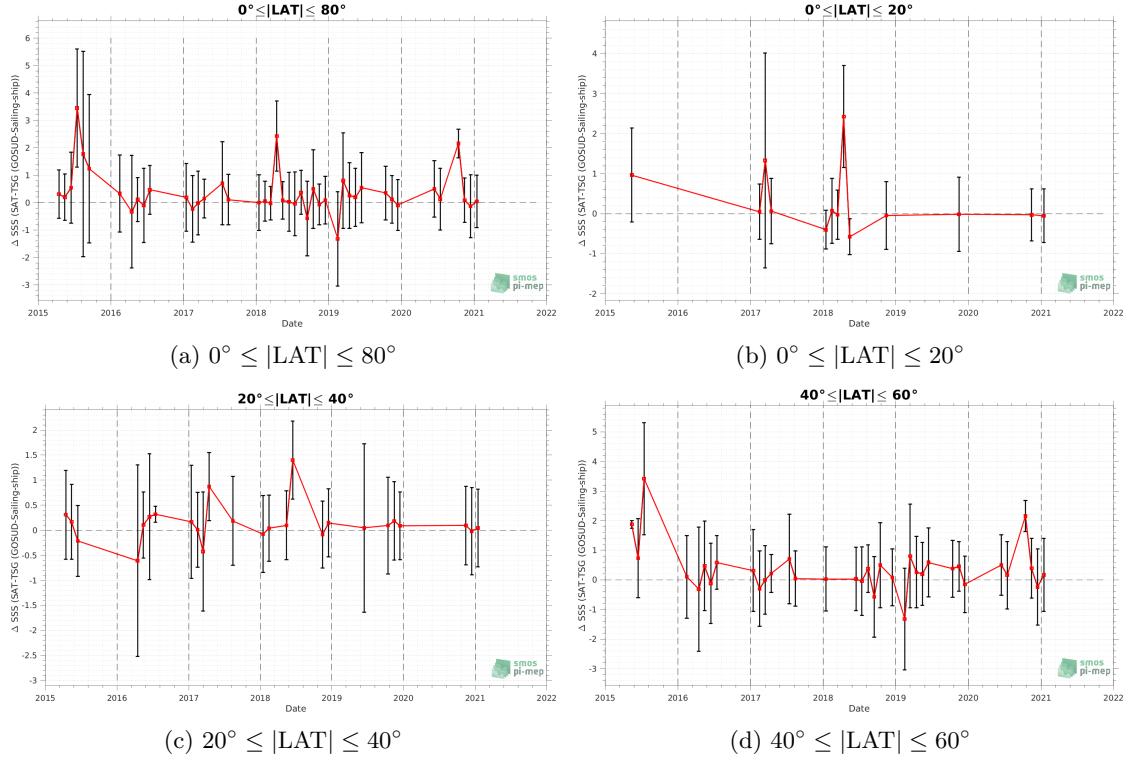 0°≤|LAT|≤ 80°
Δ SSS (SAT-TSG (GOSUD-Sailing-ship))
6
5
4
3
2
1
0
-1
-2
-3
2015 2016 2017 2018 2019 2020 2021 2022
Date
smos
pi-mep
(a) 0° ≤ |LAT| ≤ 80°
0°≤|LAT|≤ 20°
Δ SSS (SAT-TSG (GOSUD-Sailing-ship))
4
3
2
1
0
-1
-2
2015 2016 2017 2018 2019 2020 2021 2022
Date
smos
pi-mep
(b) 0° ≤ |LAT| ≤ 20°
20°≤|LAT|≤ 40°
Δ SSS (SAT-TSG (GOSUD-Sailing-ship))
2
1.5
1
0.5
0
-0.5
-1
-1.5
-2
-2.5
-3
2015 2016 2017 2018 2019 2020 2021 2022
Date
smos
pi-mep
(c) 20° ≤ |LAT| ≤ 40°
40°≤|LAT|≤ 60°
Δ SSS (SAT-TSG (GOSUD-Sailing-ship))
5
4
3
2
1
0
-1
-2
-3
2015 2016 2017 2018 2019 2020 2021 2022
Date
smos
pi-mep
(d) 40° ≤ |LAT| ≤ 60°